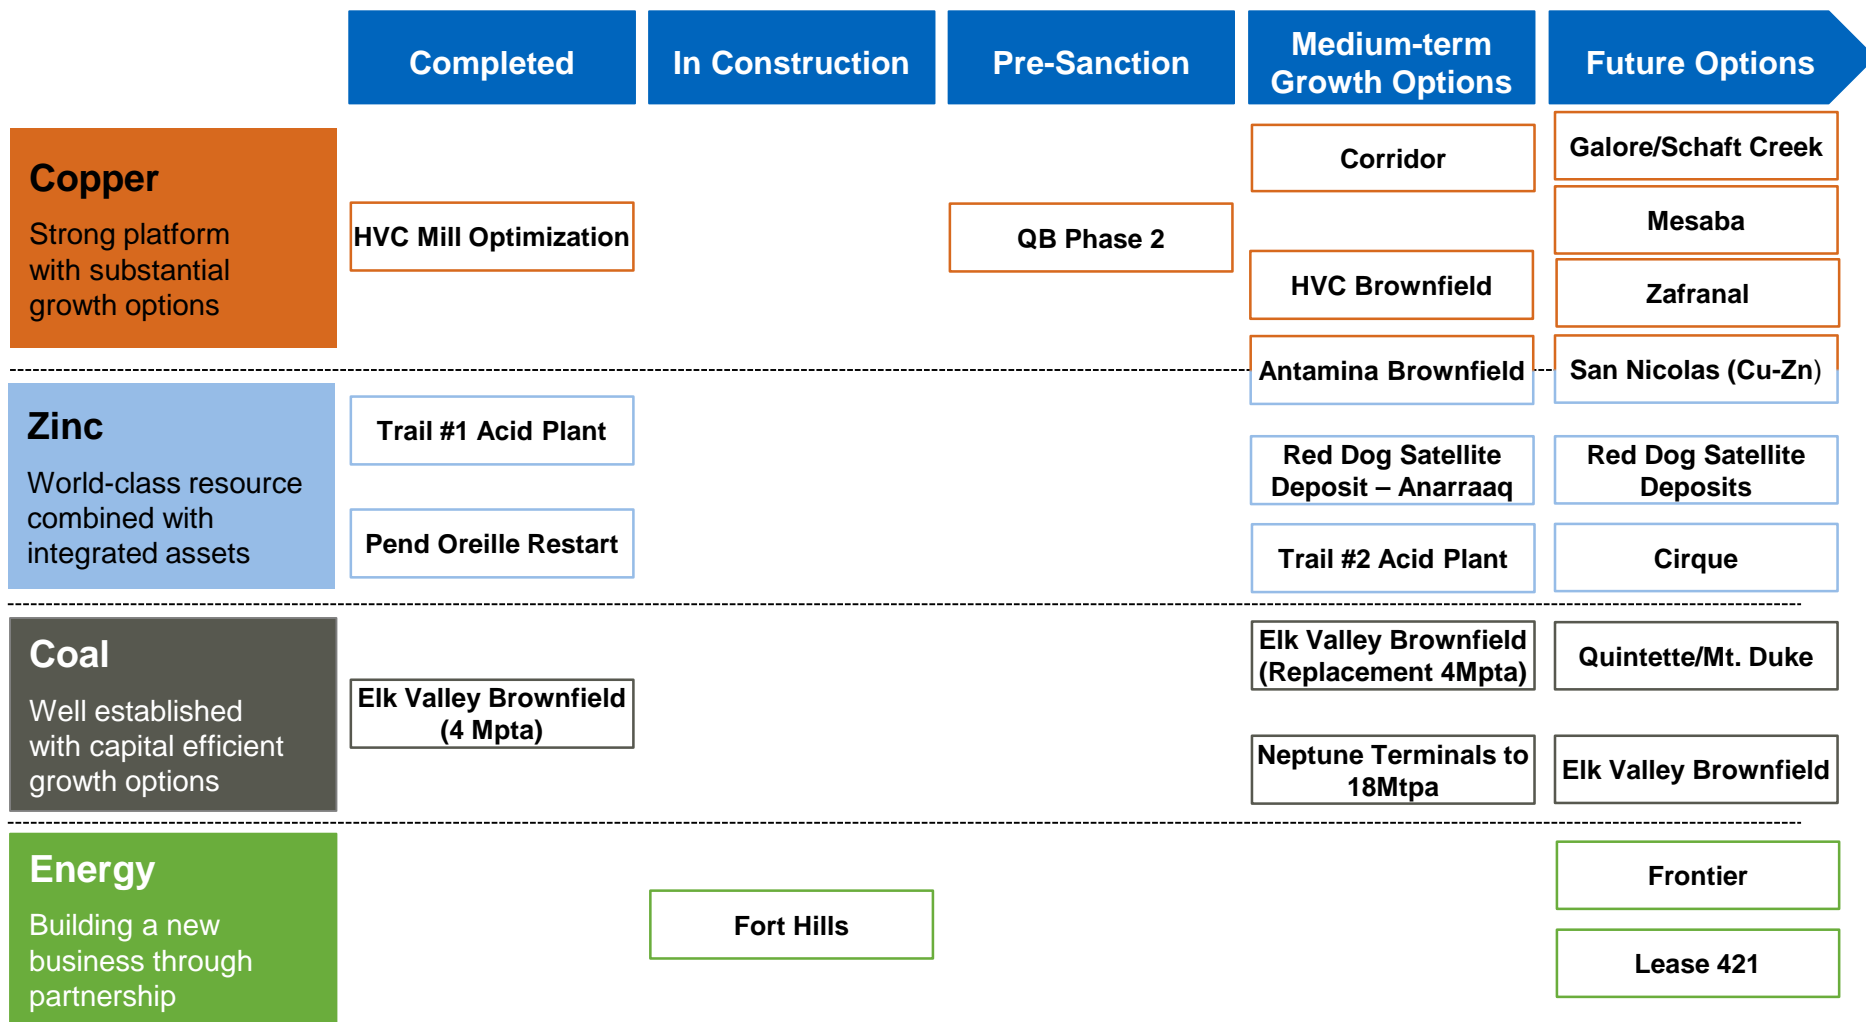 Completed
In Construction
Pre-Sanction
Medium-term
Growth Options
Future Options
Copper
Strong platform
with substantial
growth options
HVC Mill Optimization
QB Phase 2
Corridor
HVC Brownfield
Antamina Brownfield
Galore/Schaft Creek
Mesaba
Zafranal
San Nicolas (Cu-Zn)
Zinc
World-class resource
combined with
integrated assets
Trail #1 Acid Plant
Pend Oreille Restart
Red Dog Satellite
Deposit – Anarraaq
Trail #2 Acid Plant
Red Dog Satellite
Deposits
Cirque
Coal
Well established
with capital efficient
growth options
Elk Valley Brownfield
(4 Mpta)
Elk Valley Brownfield
(Replacement 4Mpta)
Neptune Terminals to
18Mtpa
Quintette/Mt. Duke
Elk Valley Brownfield
Energy
Building a new
business through
partnership
Fort Hills
Frontier
Lease 421